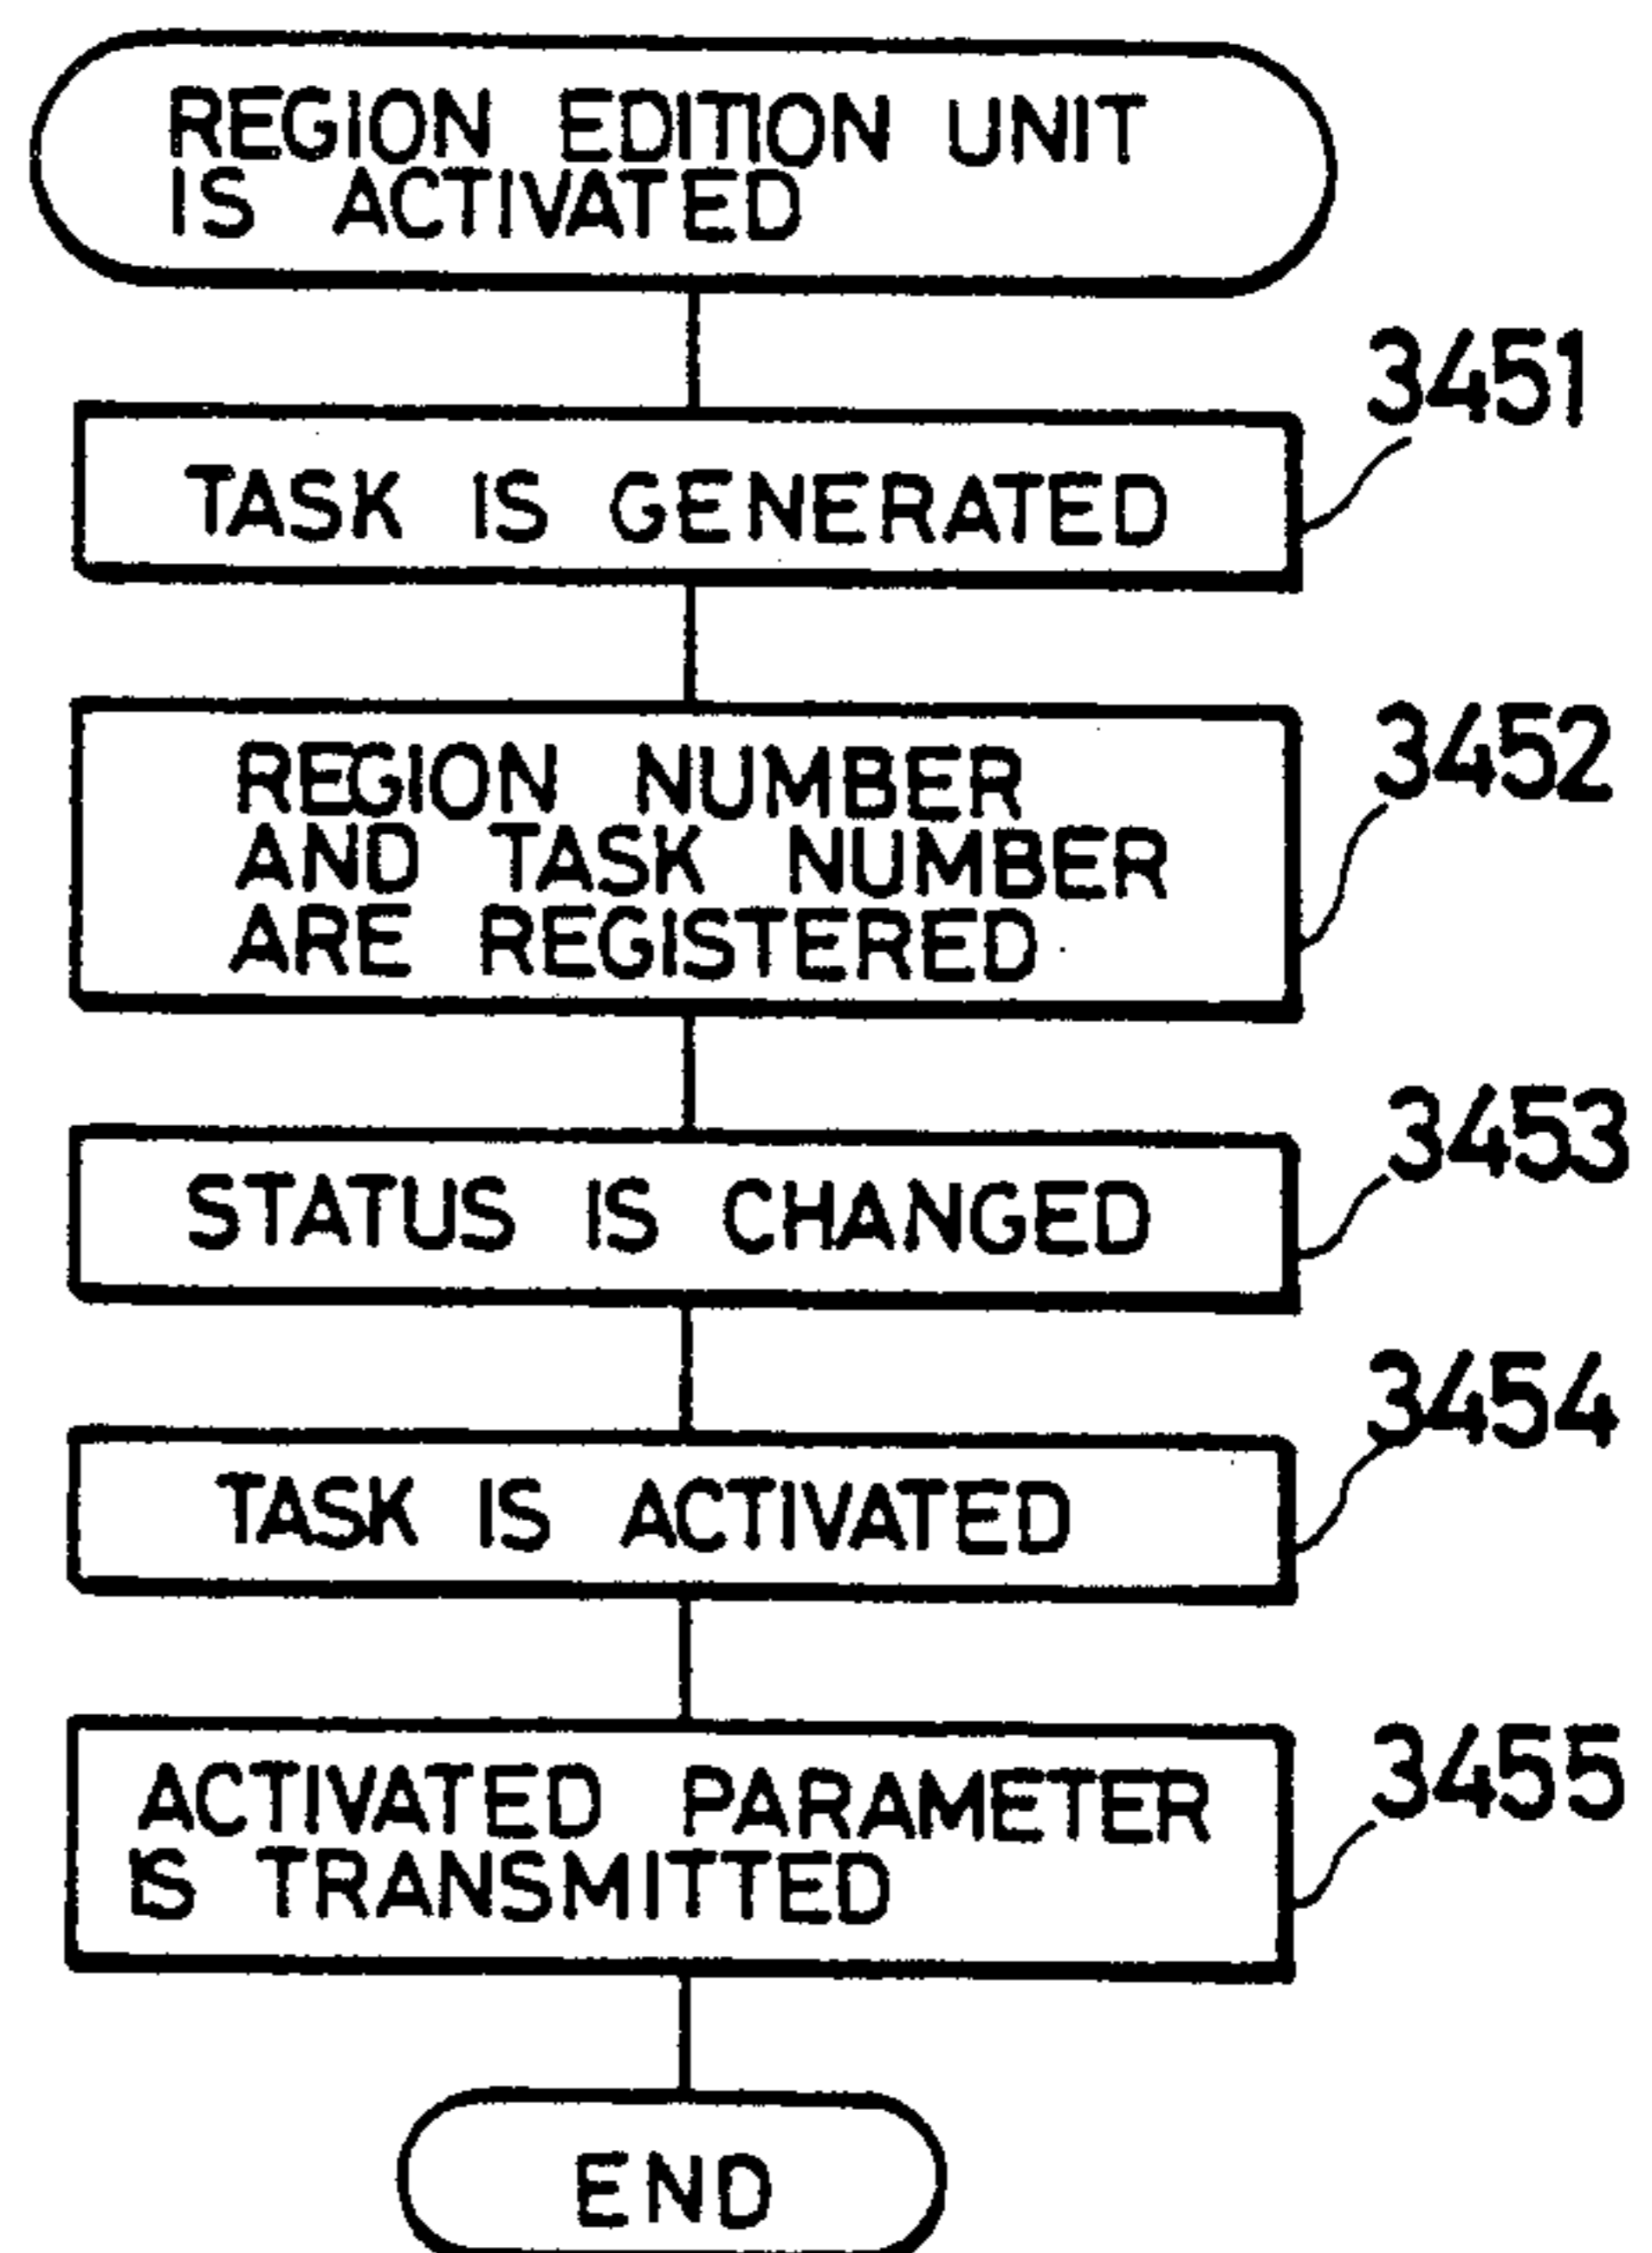 REGION EDITION UNIT
IS ACTIVATED
3451
TASK IS GENERATED
3452
REGION NUMBER
AND TASK NUMBER
ARE REGISTERED
3453
STATUS IS CHANGED
3454
TASK IS ACTIVATED
3455
ACTIVATED PARAMETER
IS TRANSMITTED
END